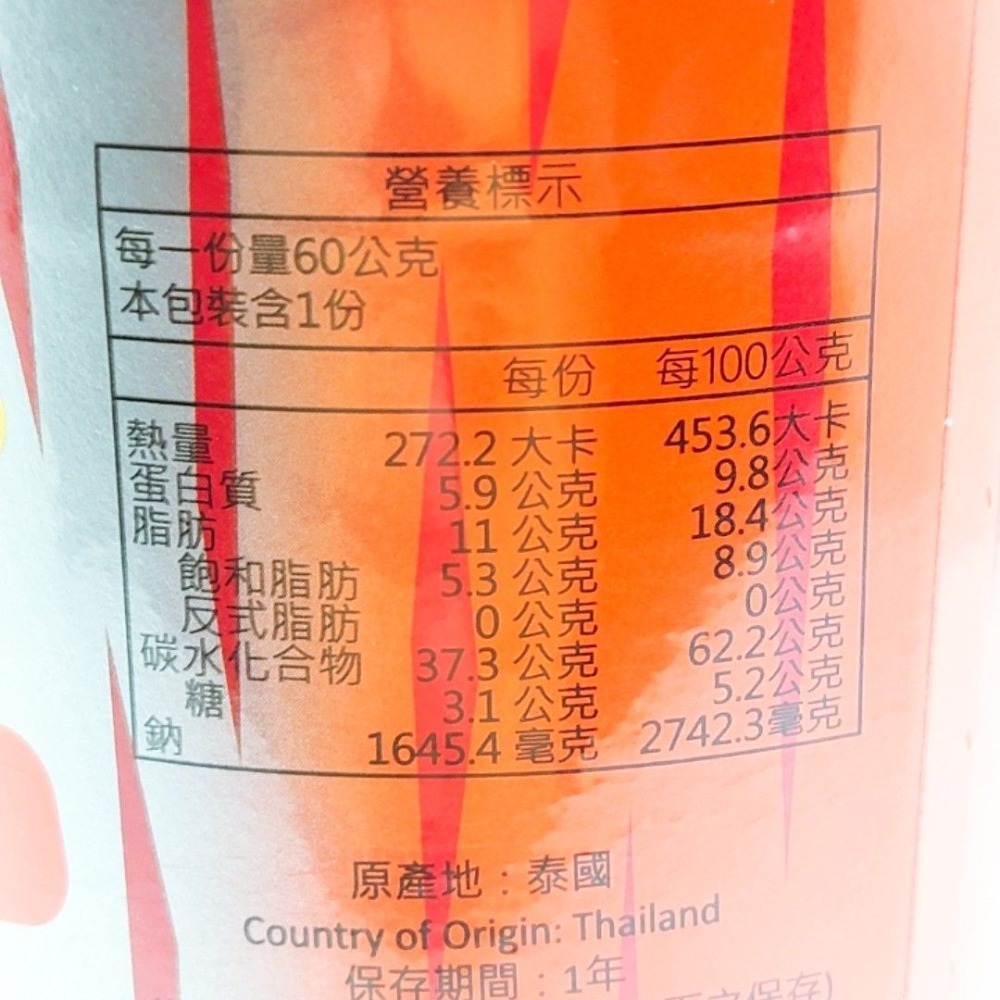 營養標示
每一份量60公克
本包裝含1份
每份 每100公克
熱量 272.2 大卡 453.6大卡
蛋白質 5.9 公克 9.8公克
脂肪 11 公克 18.4公克
飽和脂肪 5.3 公克 8.9公克
反式脂肪 0 公克 0公克
碳水化合物 37.3 公克 62.2公克
糖 3.1 公克 5.2公克
鈉 1645.4 毫克 2742.3毫克
原產地：泰國
Country of Origin: Thailand
保存期間：1年
保存)